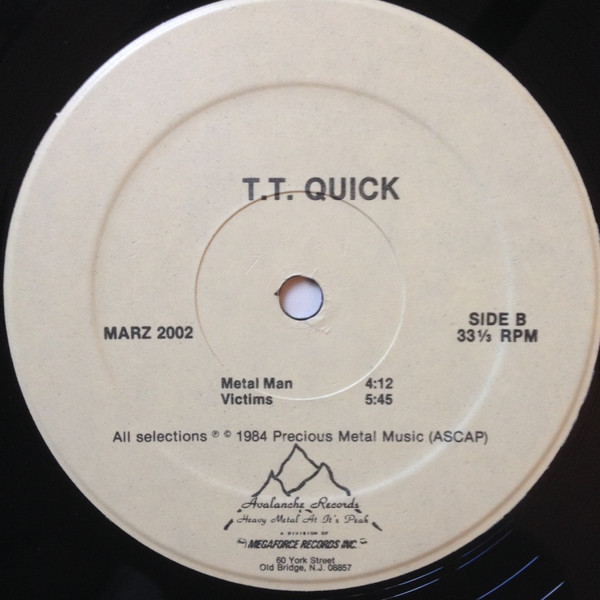 T.T. QUICK
MARZ 2002
SIDE B
33⅓ RPM
Metal Man 4:12
Victims 5:45
All selections ℗ © 1984 Precious Metal Music (ASCAP)
Avalanche Records
Heavy Metal At It's Peak
A DIVISION OF
MEGAFORCE RECORDS INC.
60 York Street
Old Bridge, N.J. 08857